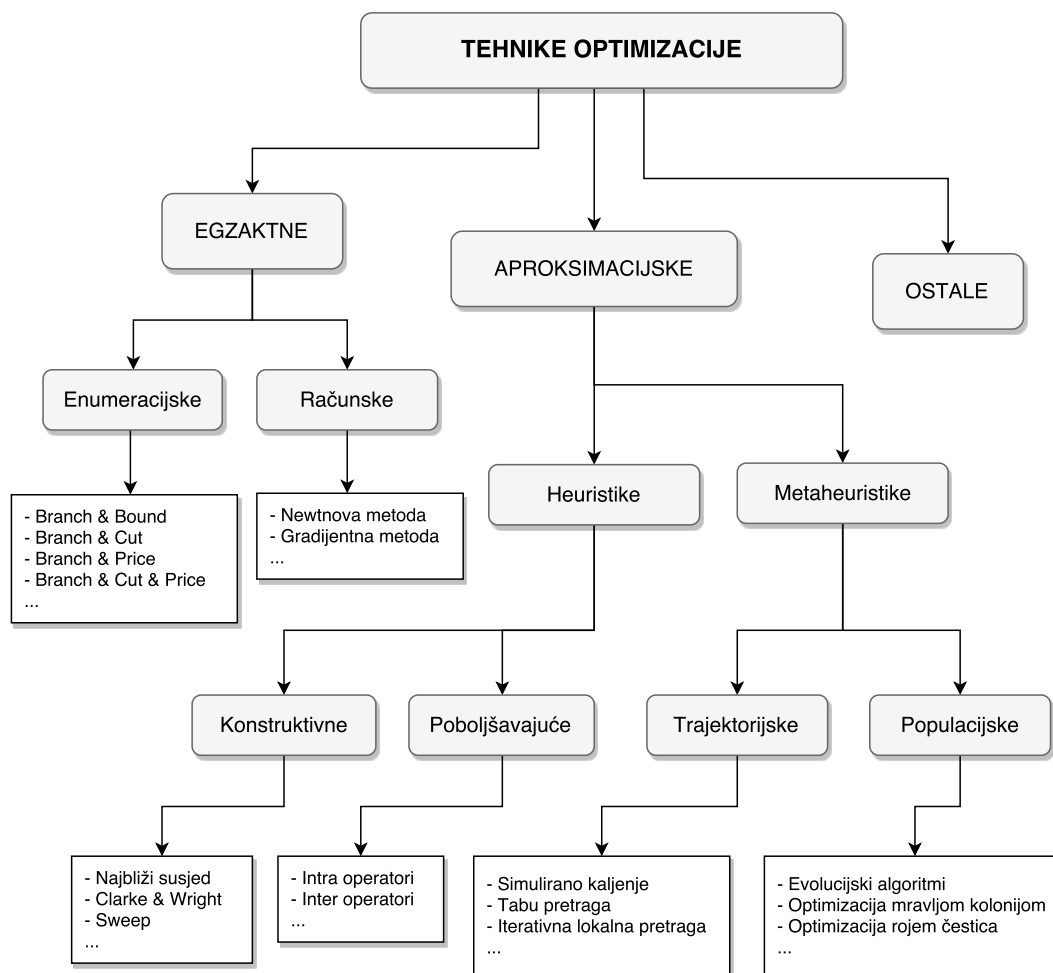 TEHNIKE OPTIMIZACIJE
EGZAKTNE
APROKSIMACIJSKE
OSTALE
Enumeracijske
Računske
- Branch & Bound
- Branch & Cut
- Branch & Price
- Branch & Cut & Price
...
- Newtnova metoda
- Gradijentna metoda
...
Heuristike
Metaheuristike
Konstruktivne
Poboljšavajuće
Trajektorijske
Populacijske
- Najbliži susjed
- Clarke & Wright
- Sweep
...
- Intra operatori
- Inter operatori
...
- Simulirano kaljenje
- Tabu pretraga
- Iterativna lokalna pretraga
...
- Evolucijski algoritmi
- Optimizacija mravljom kolonijom
- Optimizacija rojem čestica
...